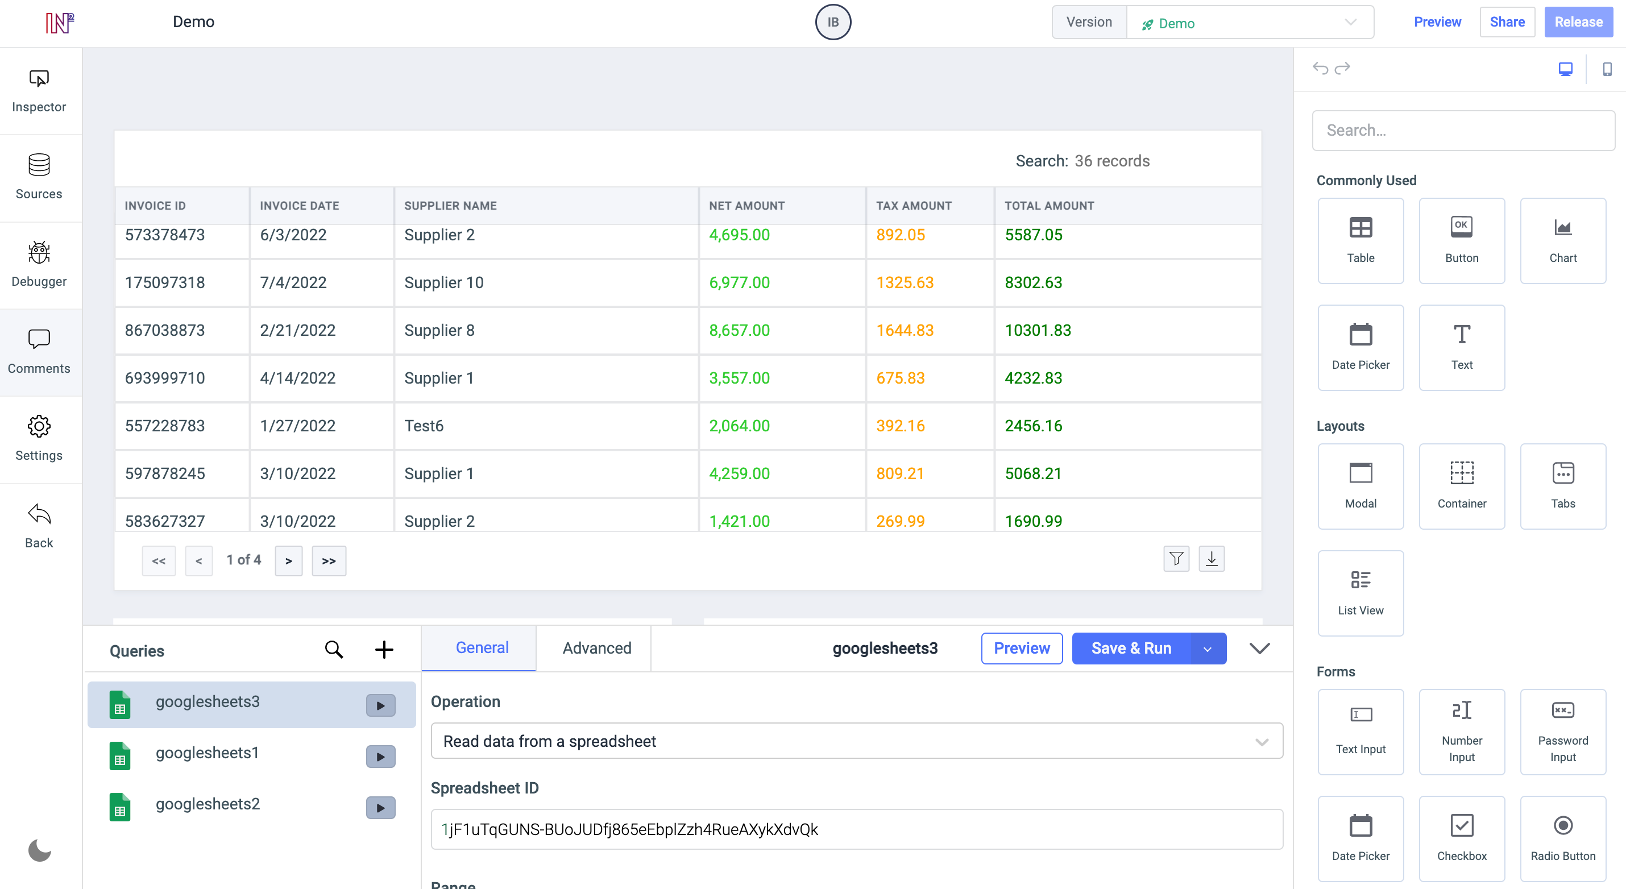 IN²
Demo
IB
Version
Demo
Preview
Share
Release
Inspector
Sources
Debugger
Comments
Settings
Back
Search: 36 records
INVOICE ID INVOICE DATE SUPPLIER NAME NET AMOUNT TAX AMOUNT TOTAL AMOUNT
573378473 6/3/2022 Supplier 2 4,695.00 892.05 5587.05
175097318 7/4/2022 Supplier 10 6,977.00 1325.63 8302.63
867038873 2/21/2022 Supplier 8 8,657.00 1644.83 10301.83
693999710 4/14/2022 Supplier 1 3,557.00 675.83 4232.83
557228783 1/27/2022 Test6 2,064.00 392.16 2456.16
597878245 3/10/2022 Supplier 1 4,259.00 809.21 5068.21
583627327 3/10/2022 Supplier 2 1,421.00 269.99 1690.99
<< < 1 of 4 > >>
Queries
googlesheets3
googlesheets1
googlesheets2
General Advanced googlesheets3 Preview Save & Run
Operation
Read data from a spreadsheet
Spreadsheet ID
1jF1uTqGUNS-BUoJUDfj865eEbplZzh4RueAXykXdvQk
Range
Search...
Commonly Used
Table
OK
Button
Chart
Date Picker
Text
Layouts
Modal
Container
Tabs
List View
Forms
Text Input
Number
Input
Password
Input
Date Picker
Checkbox
Radio Button